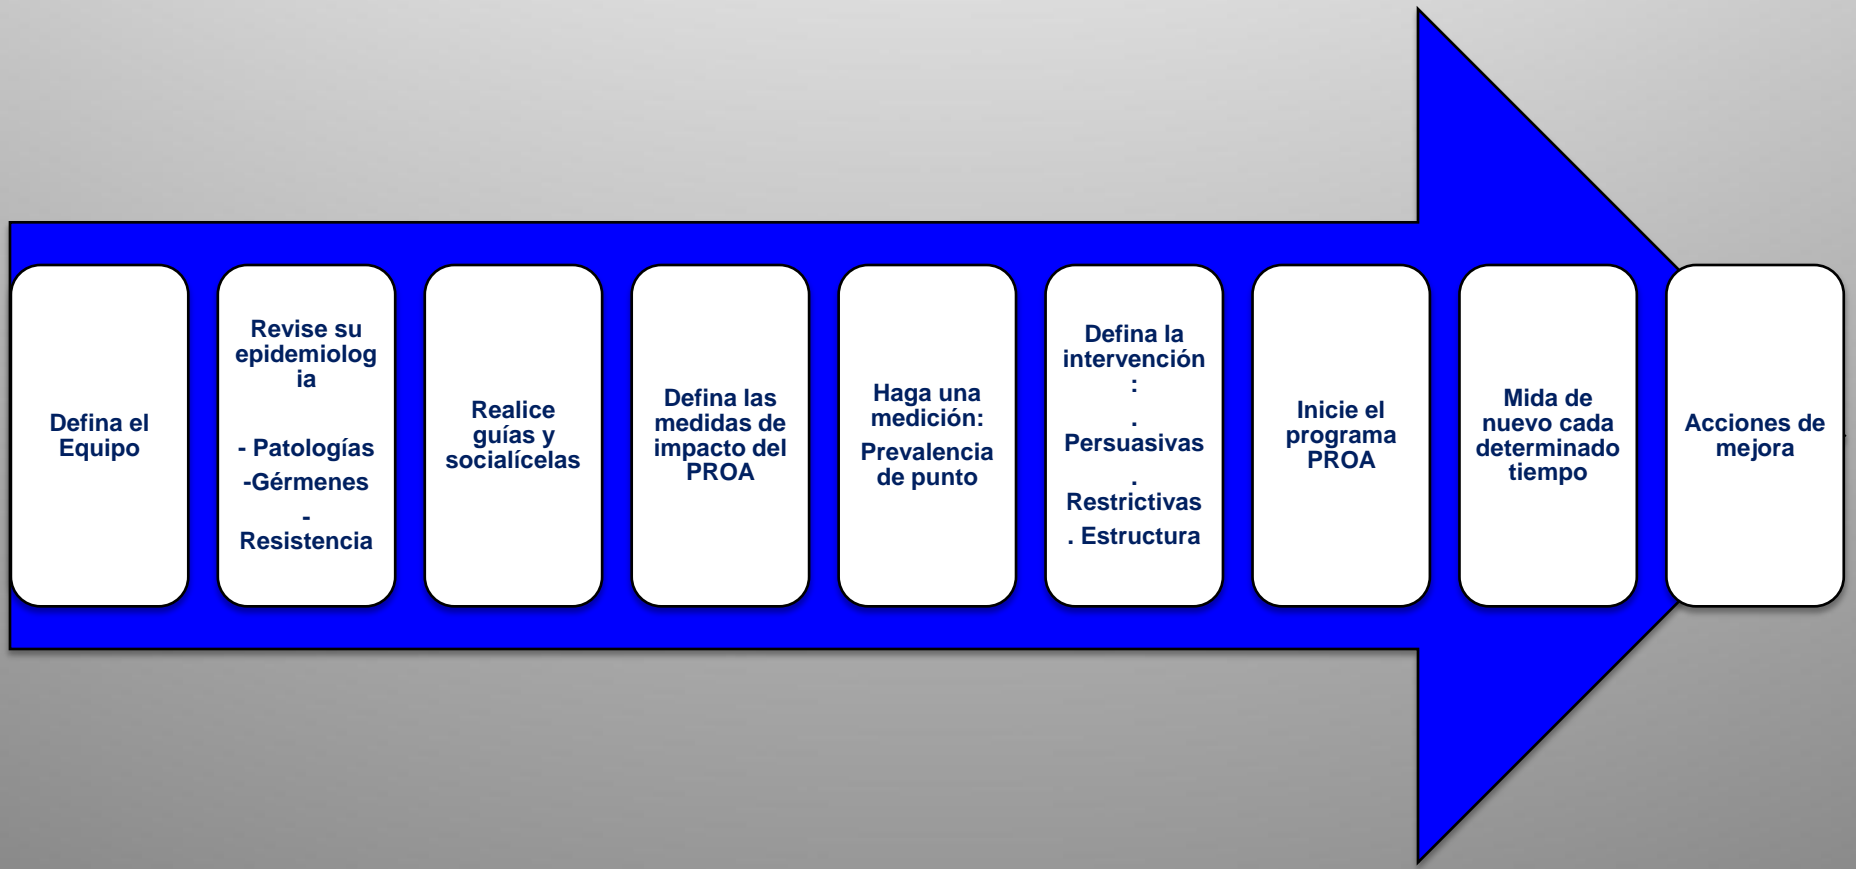 Defina el
Equipo
Revise su
epidemiolog
ia
- Patologías
-Gérmenes
-
Resistencia
Realice
guías y
socialícelas
Defina las
medidas de
impacto del
PROA
Haga una
medición:
Prevalencia
de punto
Defina la
intervención
:
.
Persuasivas
.
Restrictivas
. Estructura
Inicie el
programa
PROA
Mida de
nuevo cada
determinado
tiempo
Acciones de
mejora